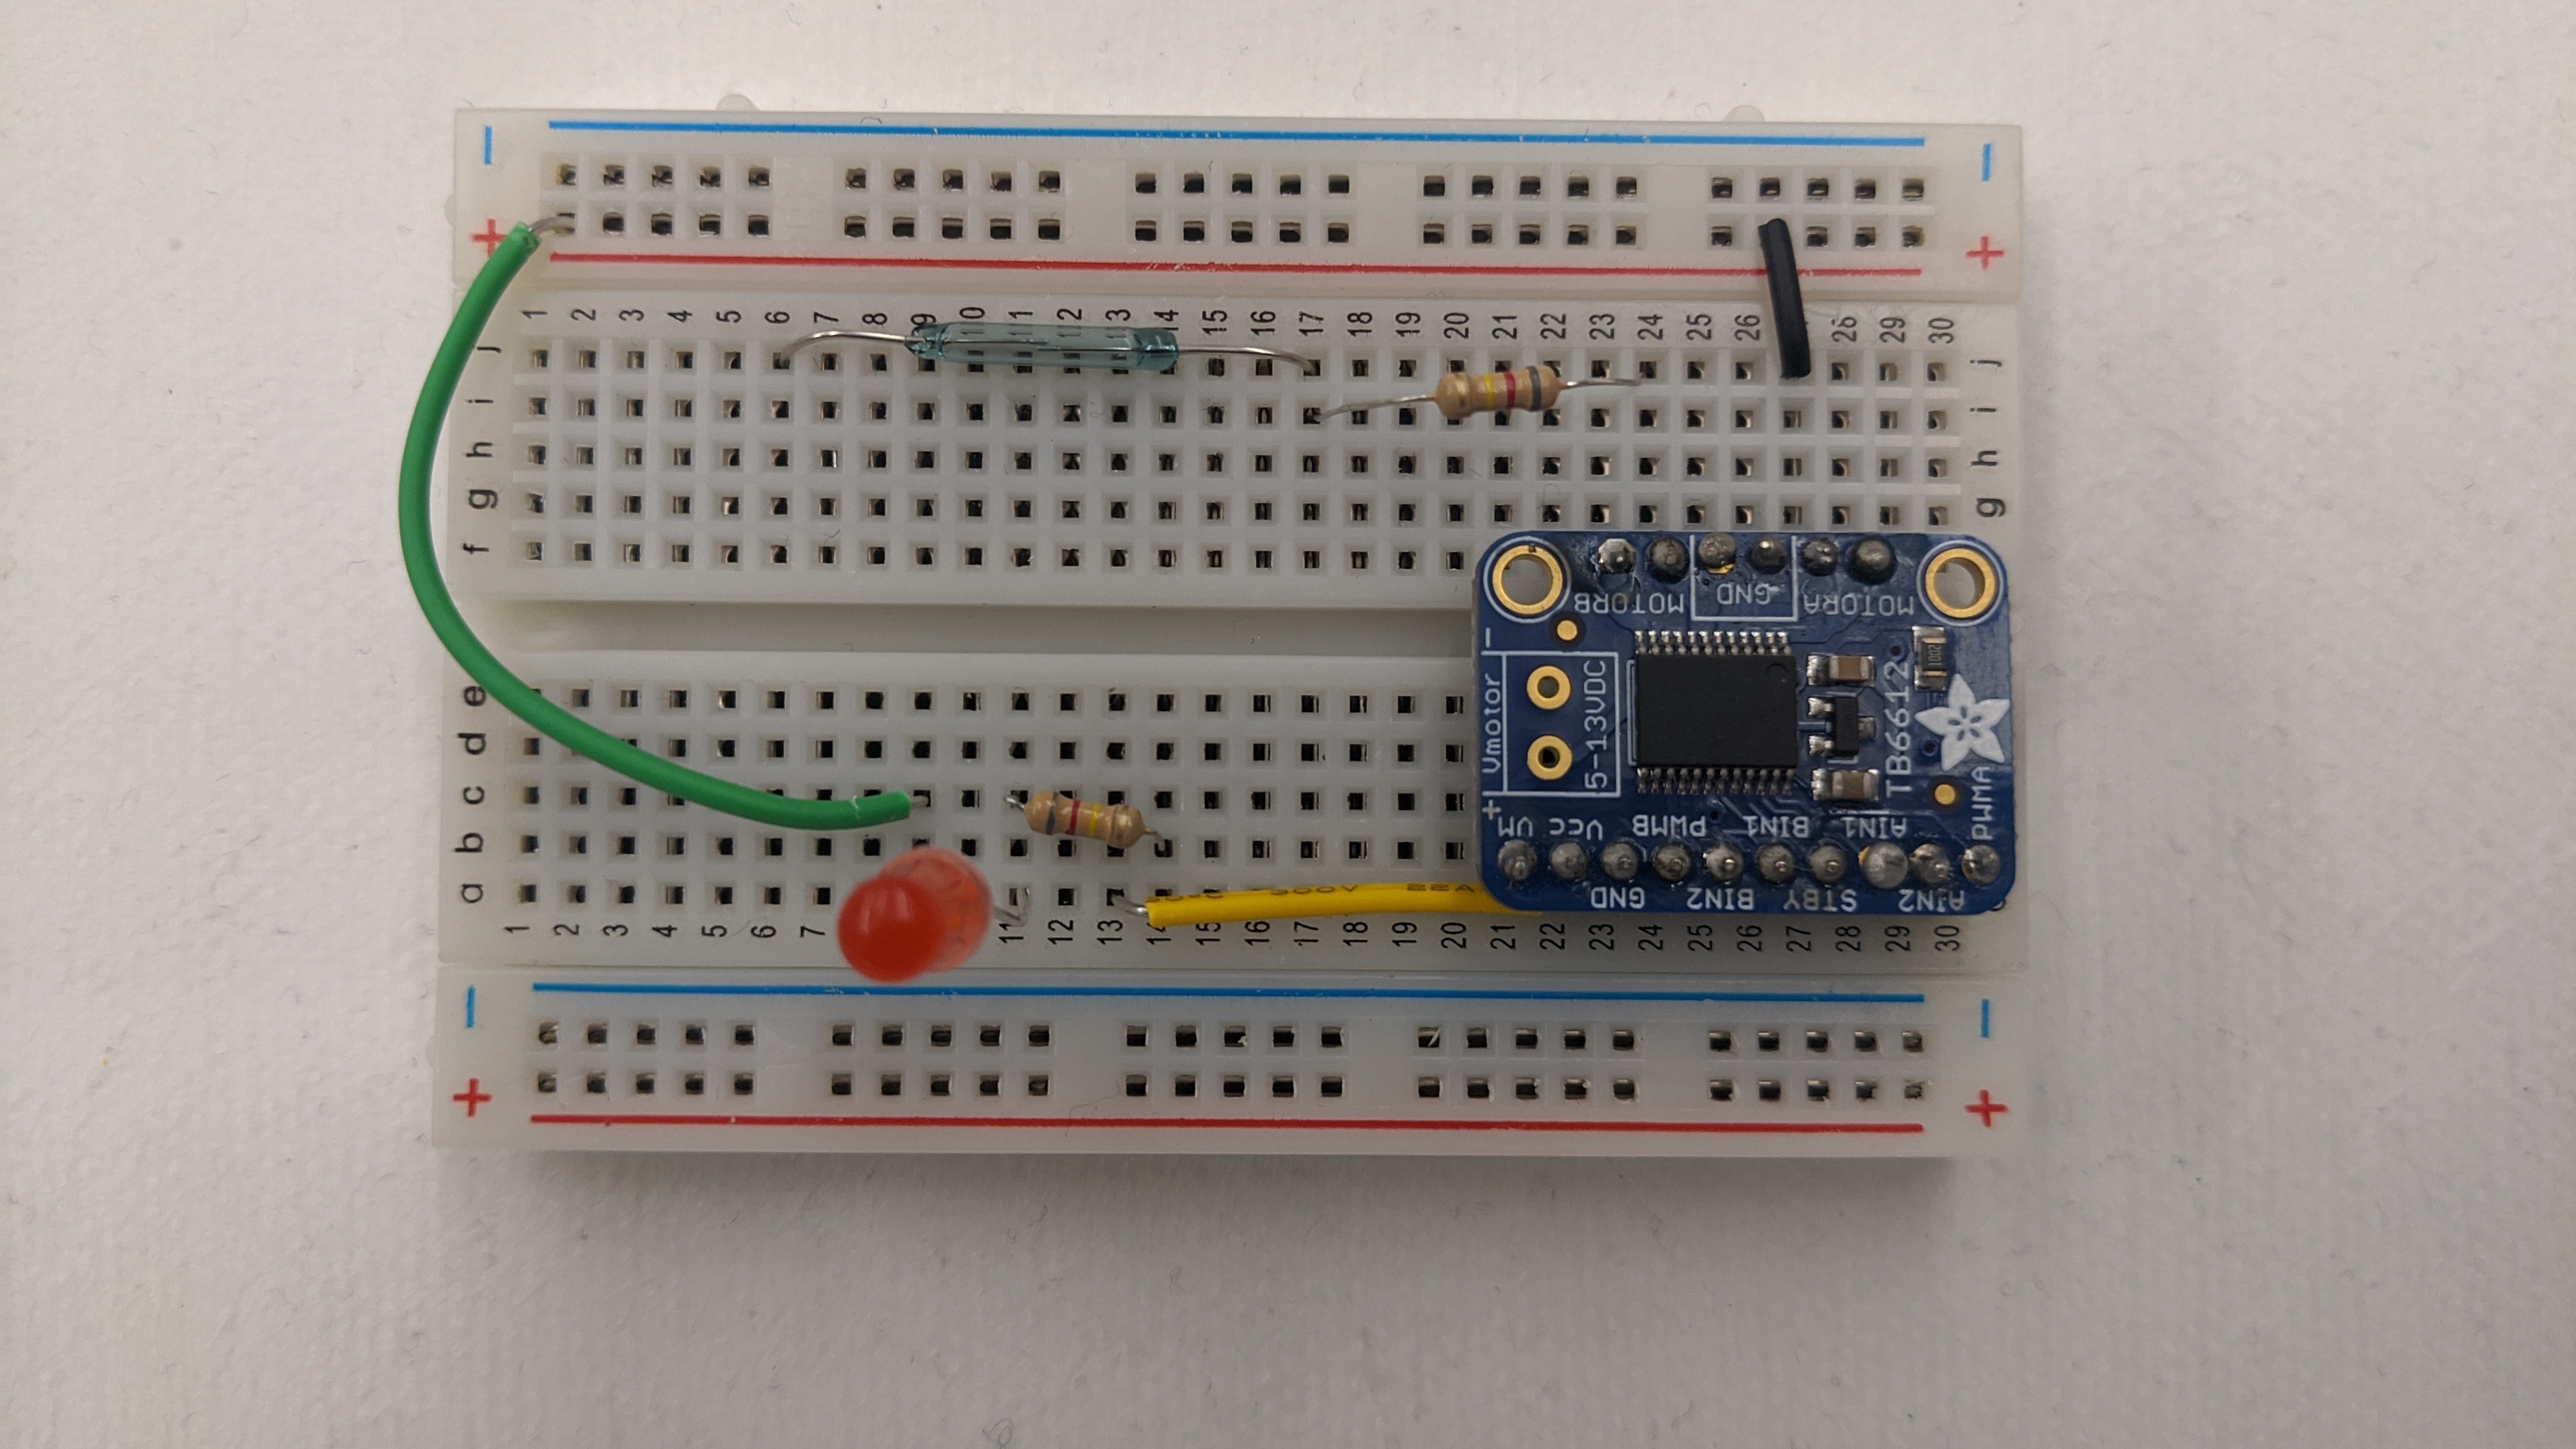 − −
+ +
1 2 3 4 5 6 7 8 9 10 11 12 13 14 15 16 17 18 19 20 21 22 23 24 25 26 28 29 30
j j
i i
h h
g g
f
MOTORB GND MOTORA
−
Vmotor
5-13VDC
+
1002
TB6612
PWMA
VM Vcc PWMB BIN1 AIN1
GND BIN2 STBY AIN2
e
d
c
b
a
1 2 3 4 5 6 7 11 12 13 14 15 16 17 18 19 20 21 22 23 24 25 26 27 28 29 30
− −
+ +